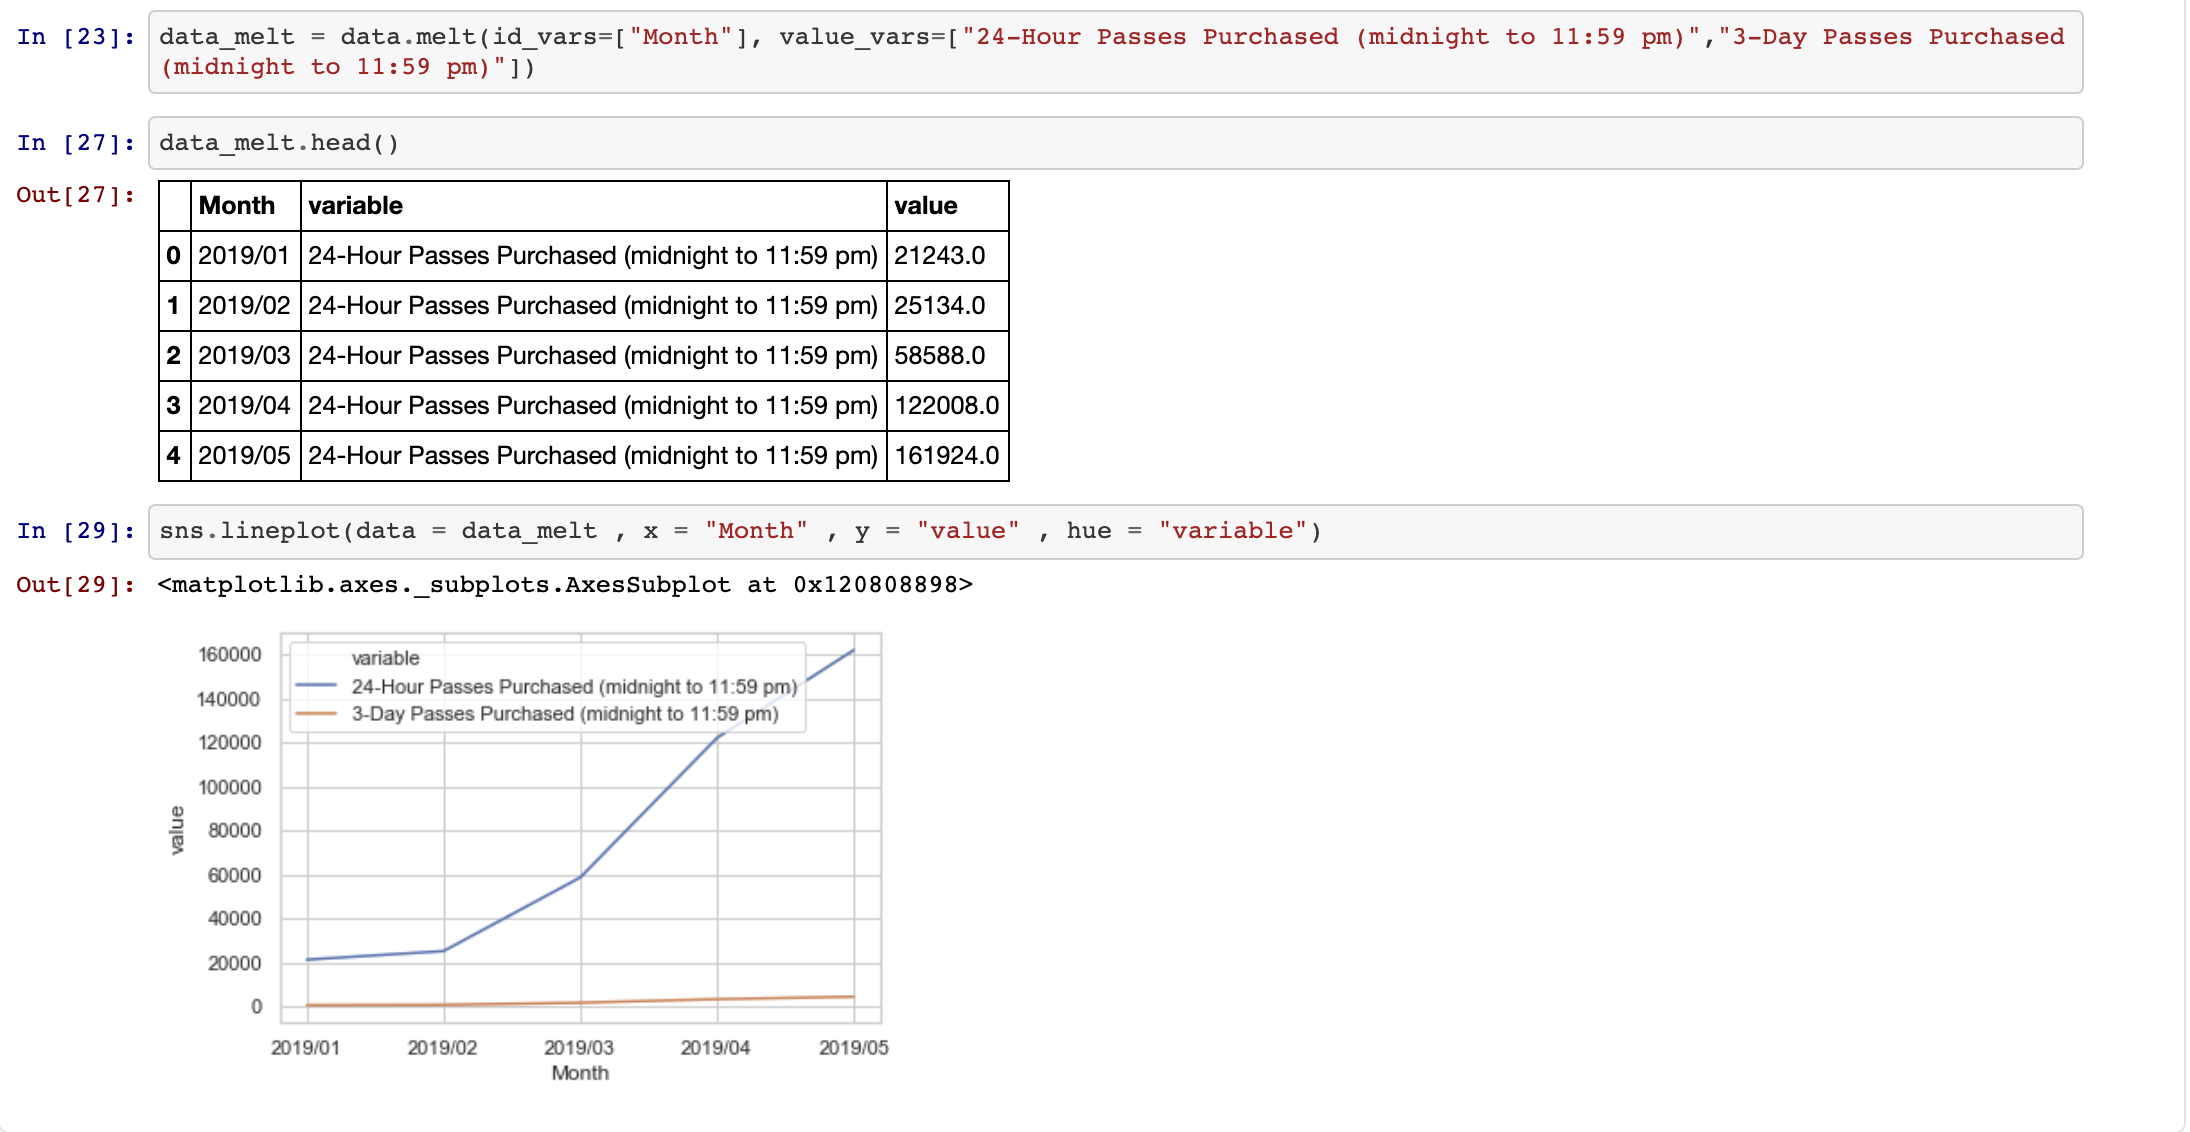 In [23]: data_melt = data.melt(id_vars=["Month"], value_vars=["24-Hour Passes Purchased (midnight to 11:59 pm)","3-Day Passes Purchased
(midnight to 11:59 pm)"])
In [27]: data_melt.head()
Out[27]:
Month variable value
0 2019/01 24-Hour Passes Purchased (midnight to 11:59 pm) 21243.0
1 2019/02 24-Hour Passes Purchased (midnight to 11:59 pm) 25134.0
2 2019/03 24-Hour Passes Purchased (midnight to 11:59 pm) 58588.0
3 2019/04 24-Hour Passes Purchased (midnight to 11:59 pm) 122008.0
4 2019/05 24-Hour Passes Purchased (midnight to 11:59 pm) 161924.0
In [29]: sns.lineplot(data = data_melt , x = "Month" , y = "value" , hue = "variable")
Out[29]: <matplotlib.axes._subplots.AxesSubplot at 0x120808898>
variable
24-Hour Passes Purchased (midnight to 11:59 pm)
3-Day Passes Purchased (midnight to 11:59 pm)
160000
140000
120000
100000
80000
60000
40000
20000
0
value
2019/01 2019/02 2019/03 2019/04 2019/05
Month